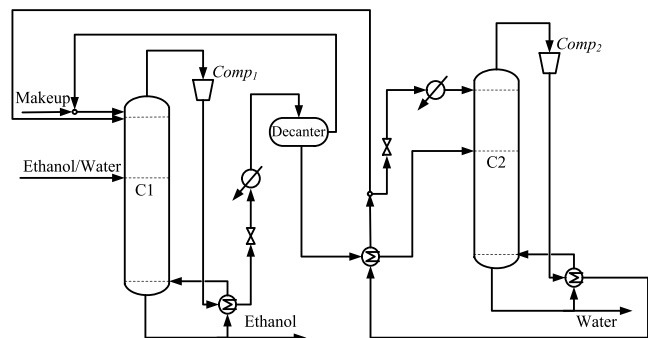 Comp₁
Comp₂
Makeup
Decanter
Ethanol/Water
C1
C2
Ethanol
Water